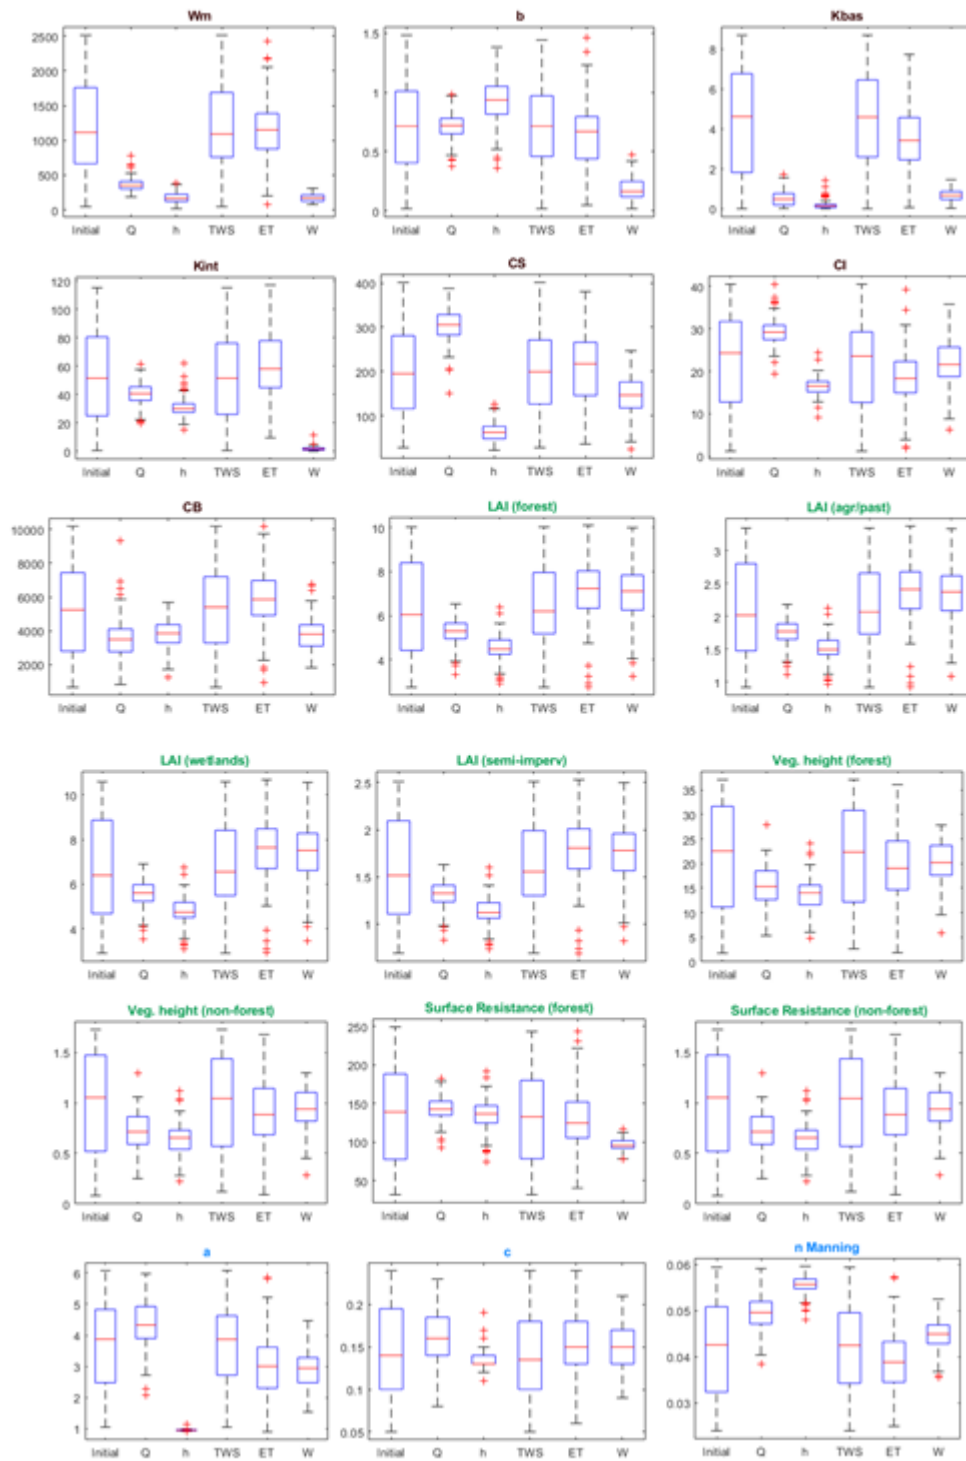 Wm
b
Kbas
2500
2000
1500
1000
500
0
1.5
1
0.5
0
8
6
4
2
0
Initial Q h TWS ET W
Initial Q h TWS ET W
Initial Q h TWS ET W
Kint
CS
CI
120
100
80
60
40
20
0
400
300
200
100
40
30
20
10
0
Initial Q h TWS ET W
Initial Q h TWS ET W
Initial Q h TWS ET W
CB
LAI (forest)
LAI (agr/past)
10000
8000
6000
4000
2000
10
8
6
4
3
2.5
2
1.5
1
Initial Q h TWS ET W
Initial Q h TWS ET W
Initial Q h TWS ET W
LAI (wetlands)
LAI (semi-imperv)
Veg. height (forest)
10
8
6
4
2.5
2
1.5
1
35
30
25
20
15
10
5
0
Initial Q h TWS ET W
Initial Q h TWS ET W
Initial Q h TWS ET W
Veg. height (non-forest)
Surface Resistance (forest)
Surface Resistance (non-forest)
1.5
1
0.5
0
250
200
150
100
50
1.5
1
0.5
0
Initial Q h TWS ET W
Initial Q h TWS ET W
Initial Q h TWS ET W
a
c
n Manning
6
5
4
3
2
1
0.2
0.15
0.1
0.05
0.06
0.05
0.04
0.03
Initial Q h TWS ET W
Initial Q h TWS ET W
Initial Q h TWS ET W